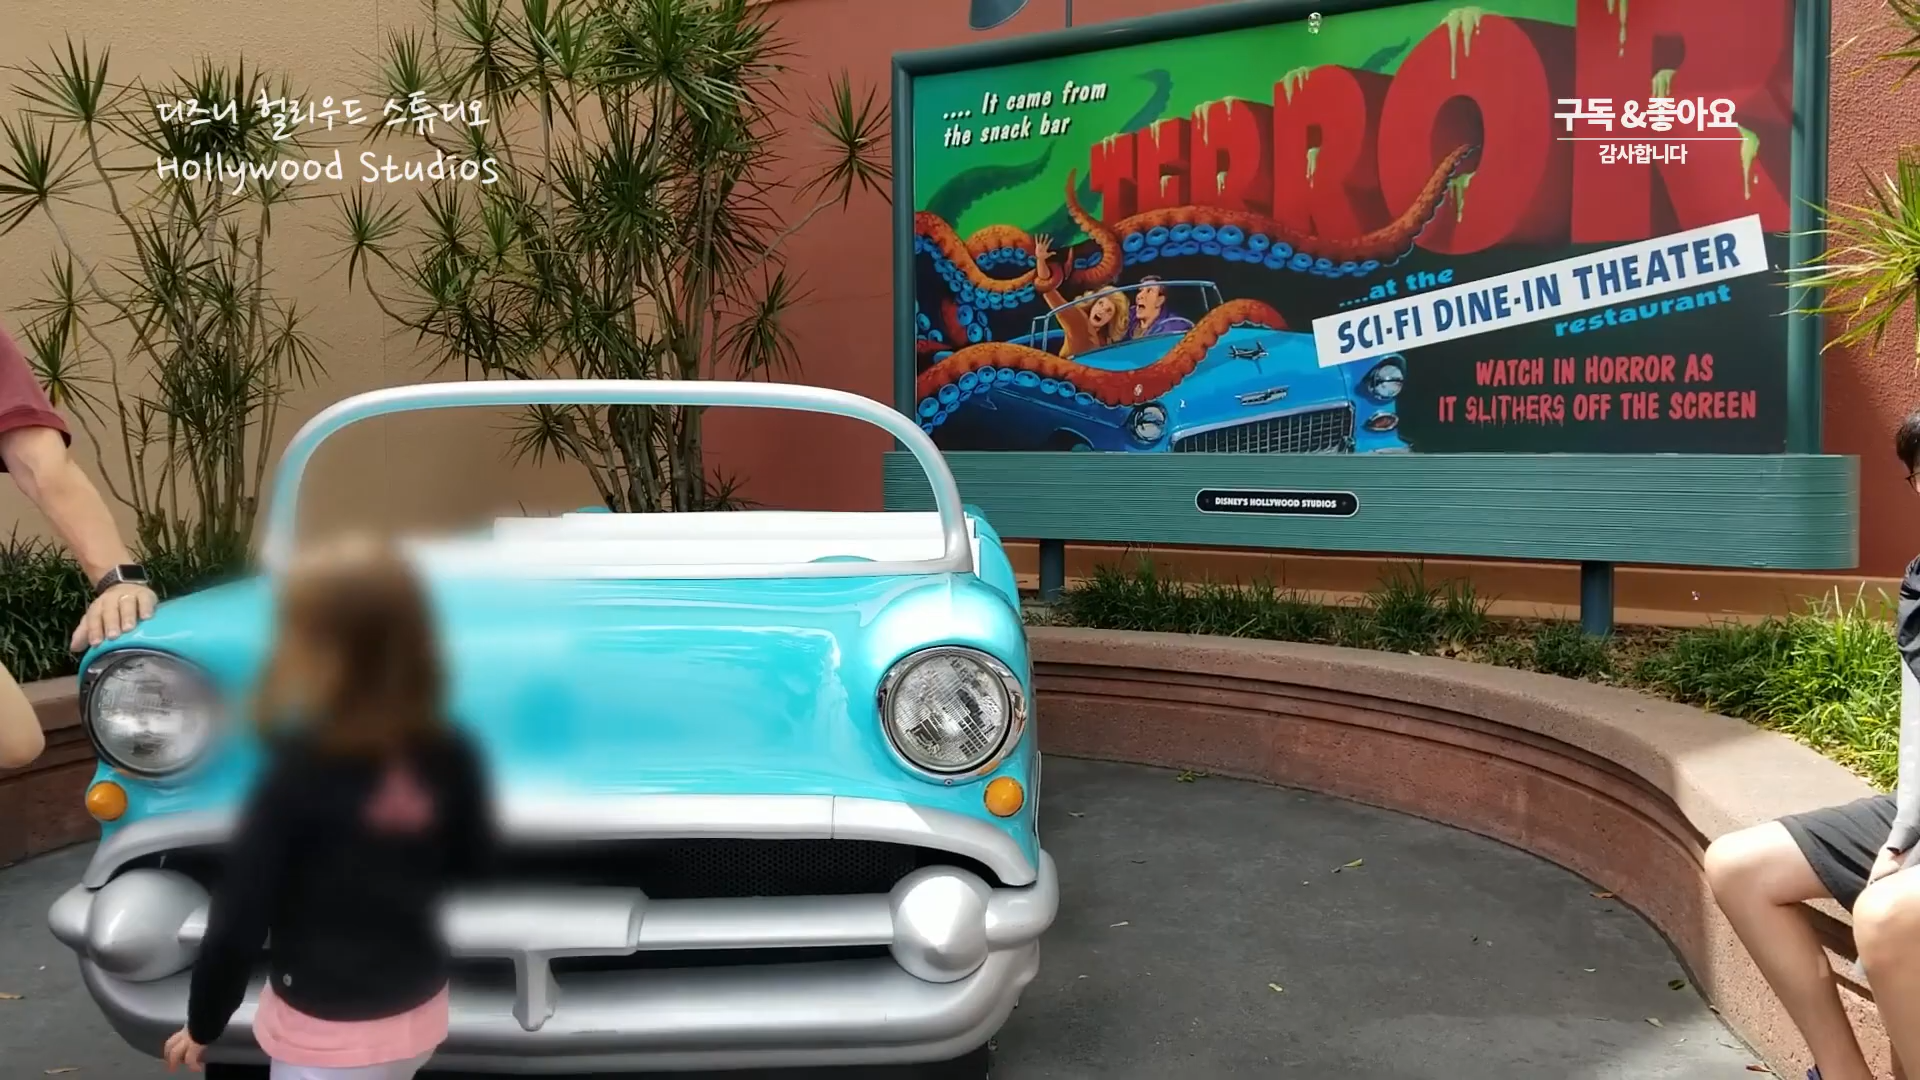 디즈니 헐리우드 스튜디오
Hollywood Studios
구독&좋아요
감사합니다
.... It came from
the snack bar
TERROR
....at the
SCI-FI DINE-IN THEATER
restaurant
WATCH IN HORROR AS
IT SLITHERS OFF THE SCREEN
DISNEY'S HOLLYWOOD STUDIOS